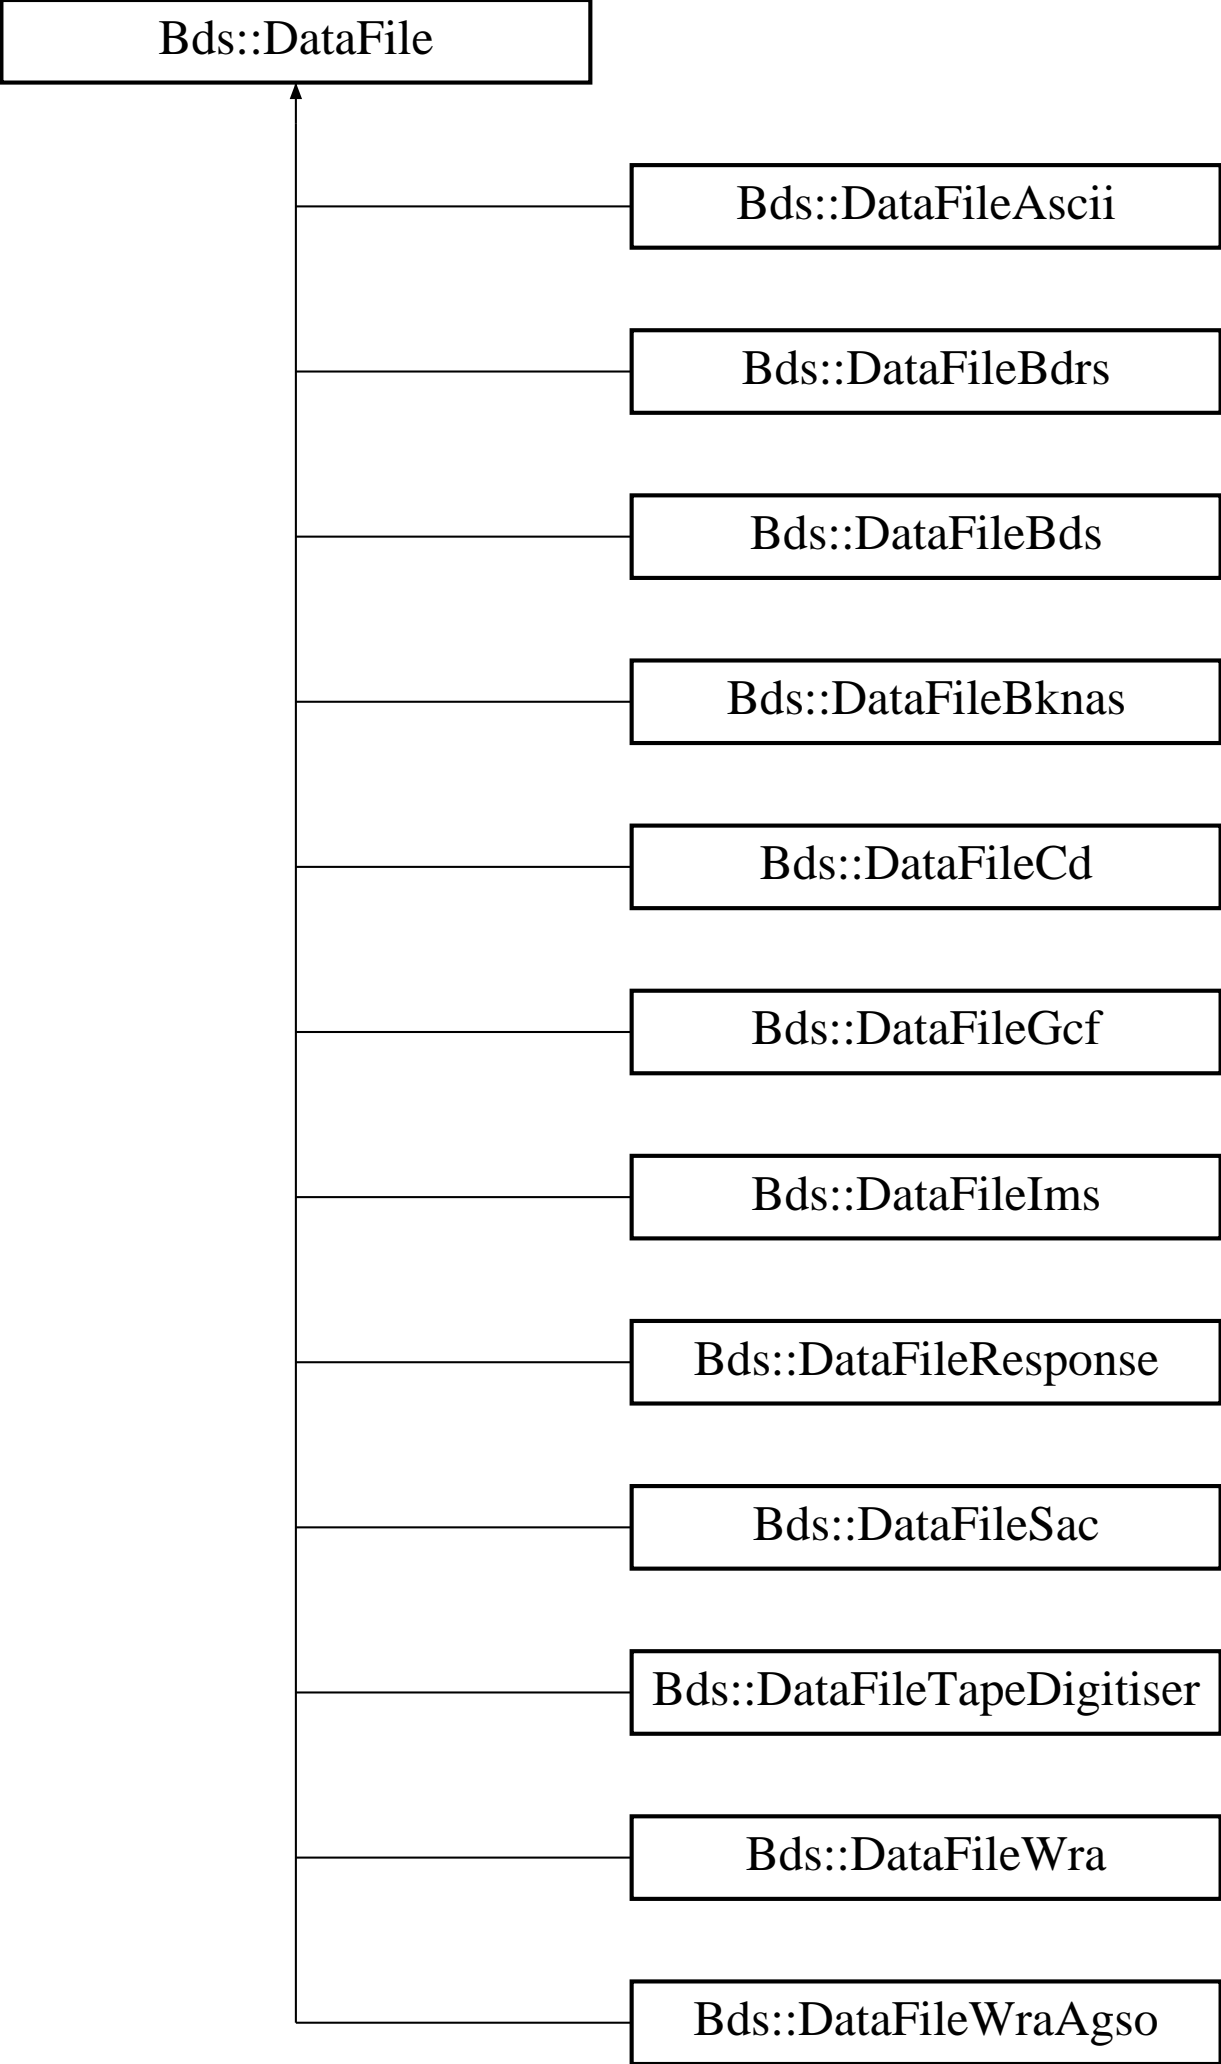 Bds::DataFile
Bds::DataFileAscii
Bds::DataFileBdrs
Bds::DataFileBds
Bds::DataFileBknas
Bds::DataFileCd
Bds::DataFileGcf
Bds::DataFileIms
Bds::DataFileResponse
Bds::DataFileSac
Bds::DataFileTapeDigitiser
Bds::DataFileWra
Bds::DataFileWraAgso